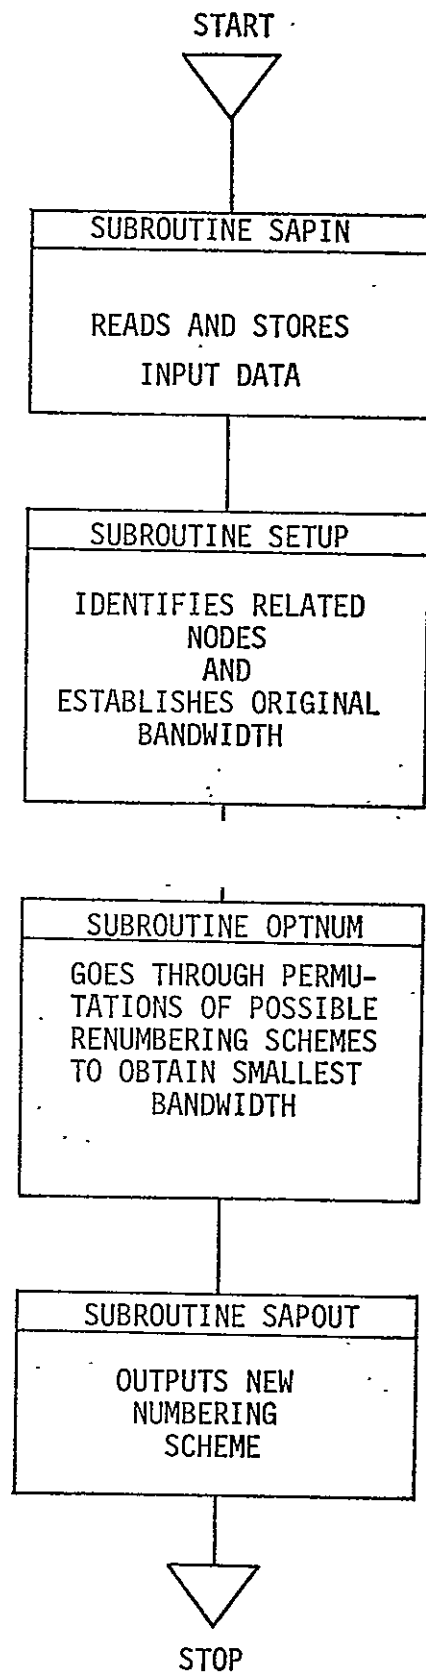 START
SUBROUTINE SAPIN
READS AND STORES
INPUT DATA
SUBROUTINE SETUP
IDENTIFIES RELATED
NODES
AND
ESTABLISHES ORIGINAL
BANDWIDTH
SUBROUTINE OPTNUM
GOES THROUGH PERMU-
TATIONS OF POSSIBLE
RENUMBERING SCHEMES
TO OBTAIN SMALLEST
BANDWIDTH
SUBROUTINE SAPOUT
OUTPUTS NEW
NUMBERING
SCHEME
STOP